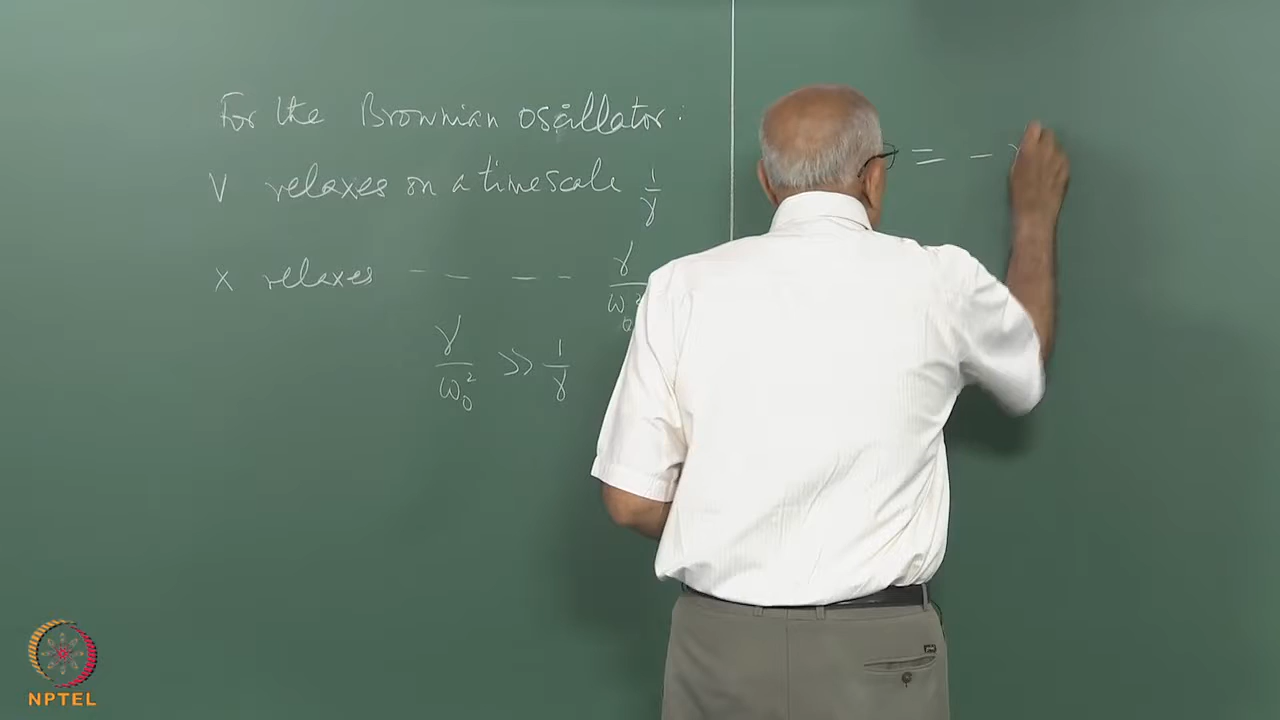 For the Brownian oscillator:
V relaxes on a timescale 1/γ
x relaxes — — — — γ/ω₀²
γ/ω₀² >> 1/γ
= -
NPTEL